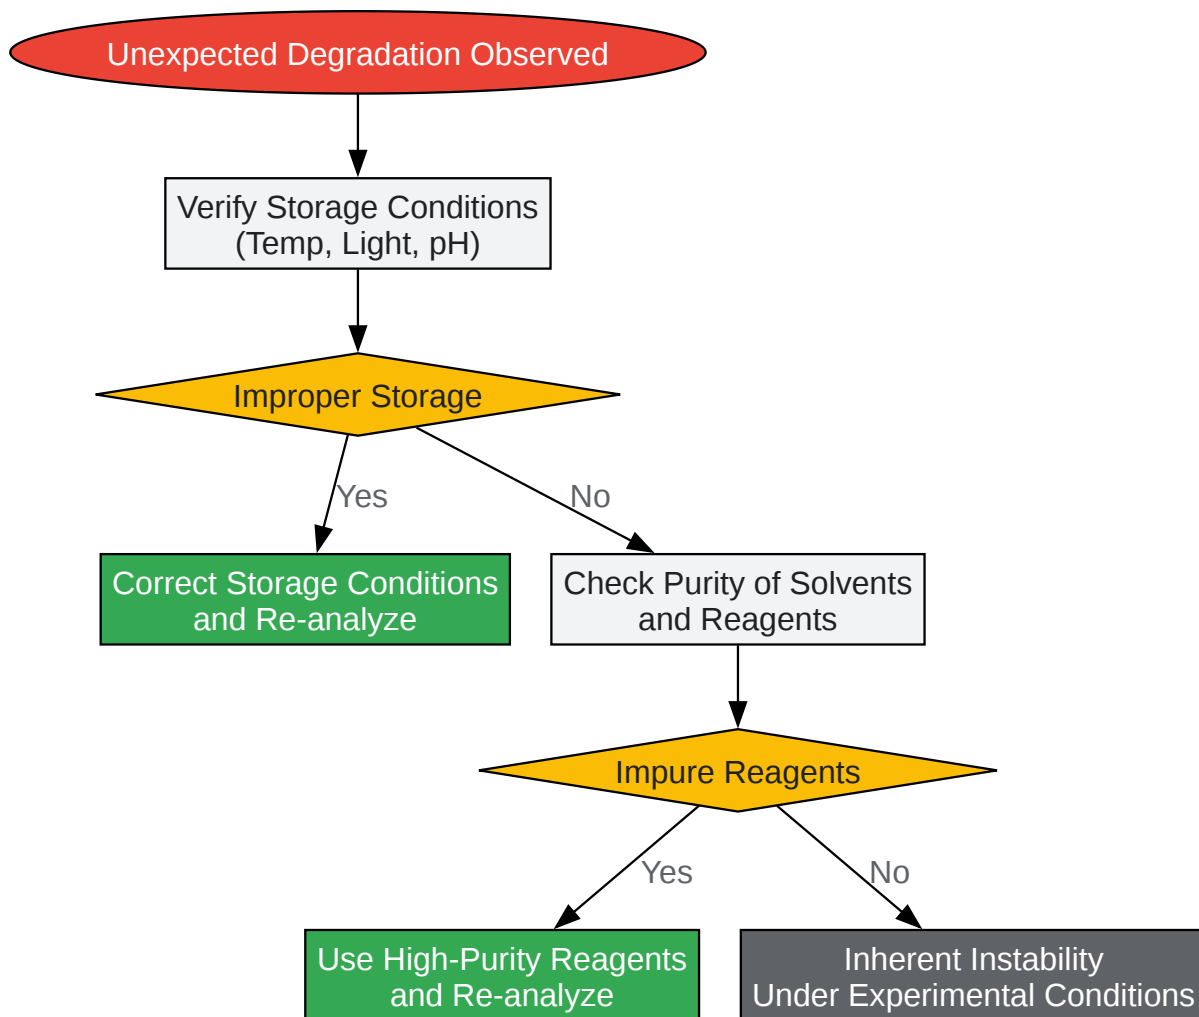 Unexpected Degradation Observed
Verify Storage Conditions
(Temp, Light, pH)
Improper Storage
Yes
No
Correct Storage Conditions
and Re-analyze
Check Purity of Solvents
and Reagents
Impure Reagents
Yes
No
Use High-Purity Reagents
and Re-analyze
Inherent Instability
Under Experimental Conditions